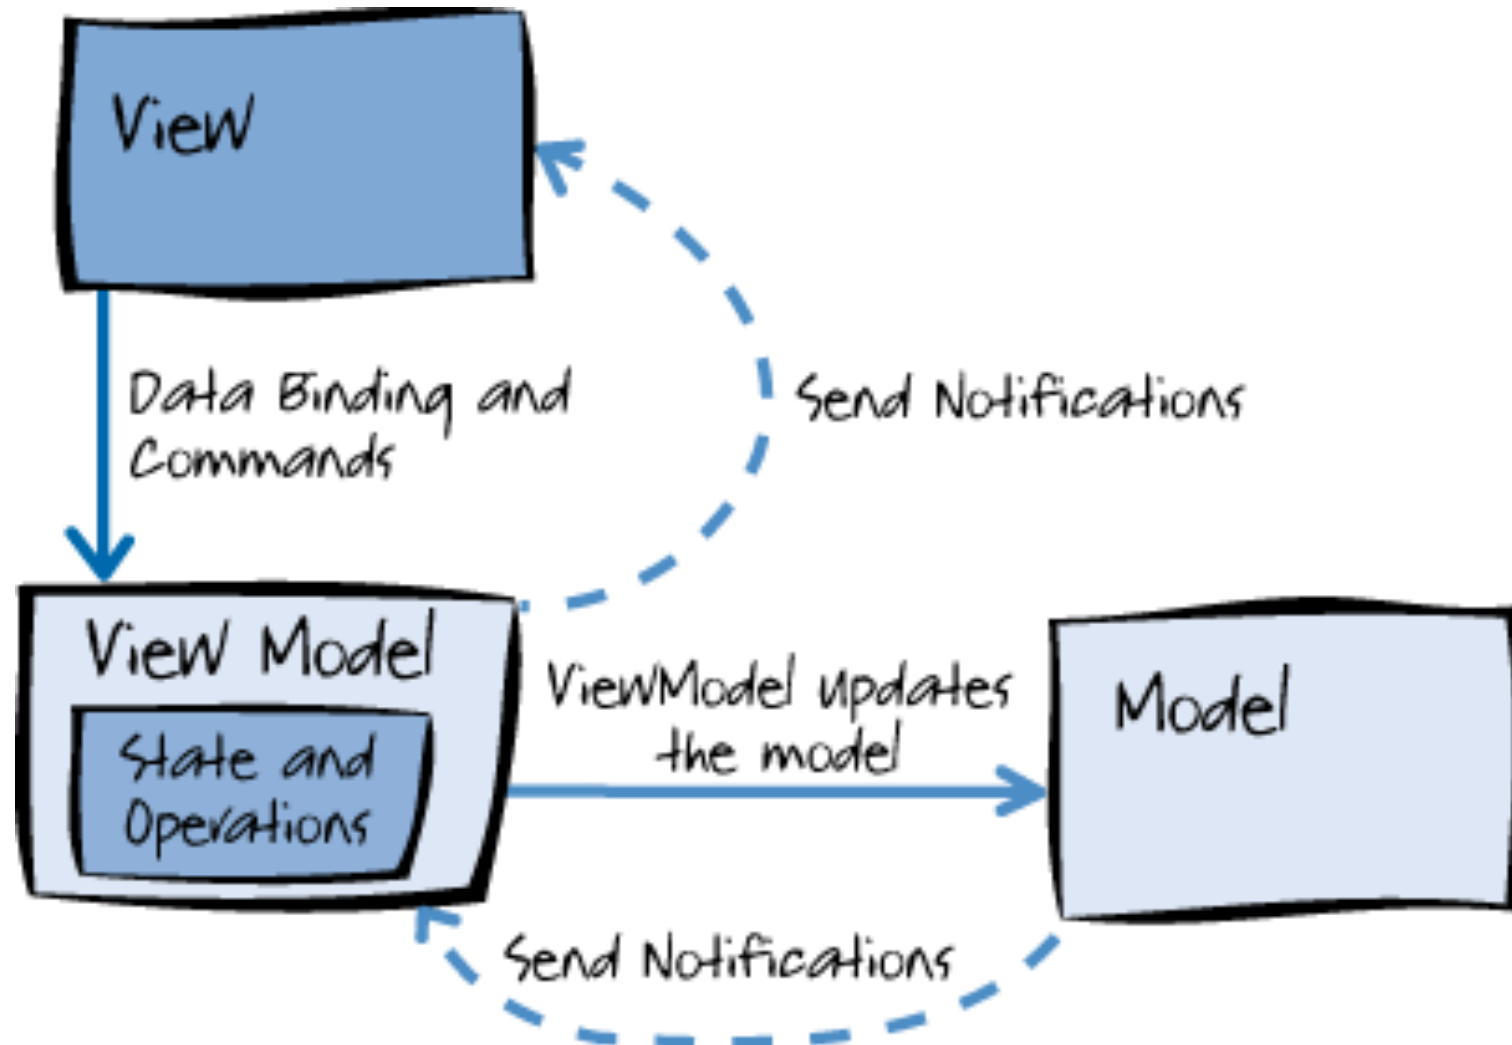 View
Data Binding and
Commands
Send Notifications
View Model
State and
Operations
ViewModel updates
the model
Model
Send Notifications